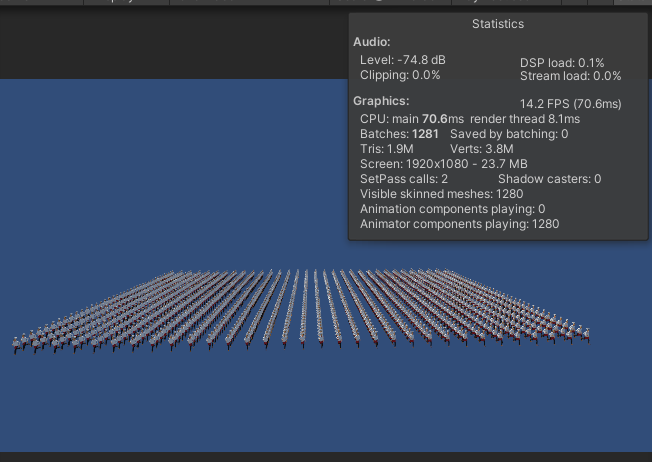 Statistics
Audio:
Level: -74.8 dB DSP load: 0.1%
Clipping: 0.0% Stream load: 0.0%
Graphics: 14.2 FPS (70.6ms)
CPU: main 70.6ms render thread 8.1ms
Batches: 1281 Saved by batching: 0
Tris: 1.9M Verts: 3.8M
Screen: 1920x1080 - 23.7 MB
SetPass calls: 2 Shadow casters: 0
Visible skinned meshes: 1280
Animation components playing: 0
Animator components playing: 1280